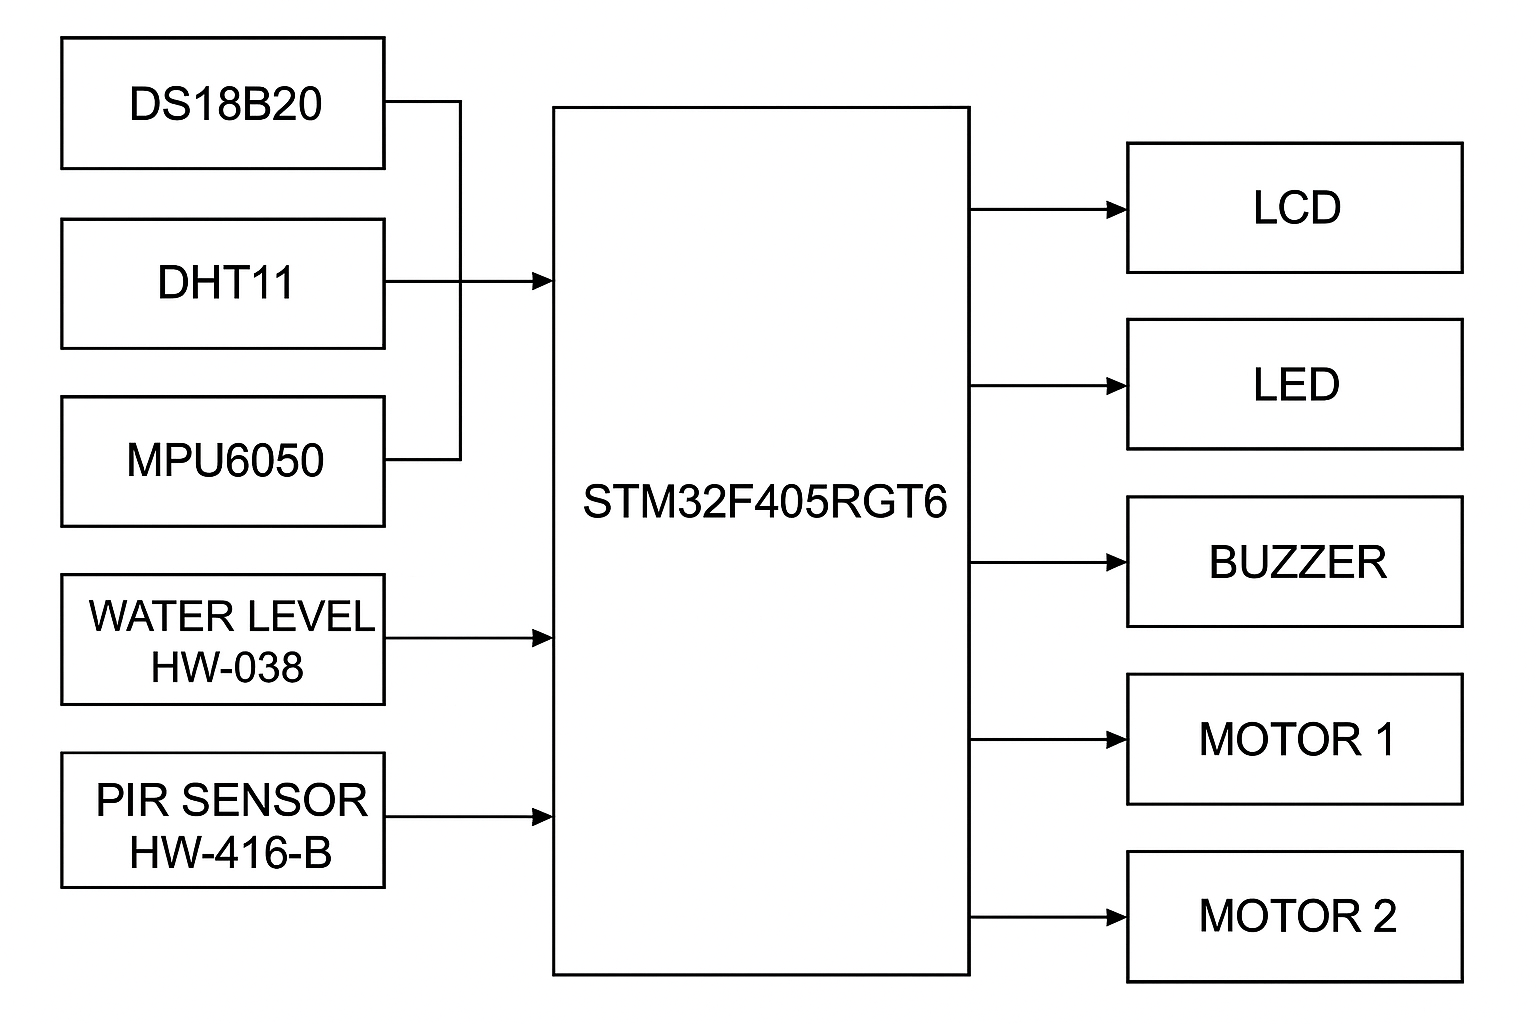 DS18B20
DHT11
MPU6050
WATER LEVEL
HW-038
PIR SENSOR
HW-416-B
STM32F405RGT6
LCD
LED
BUZZER
MOTOR 1
MOTOR 2